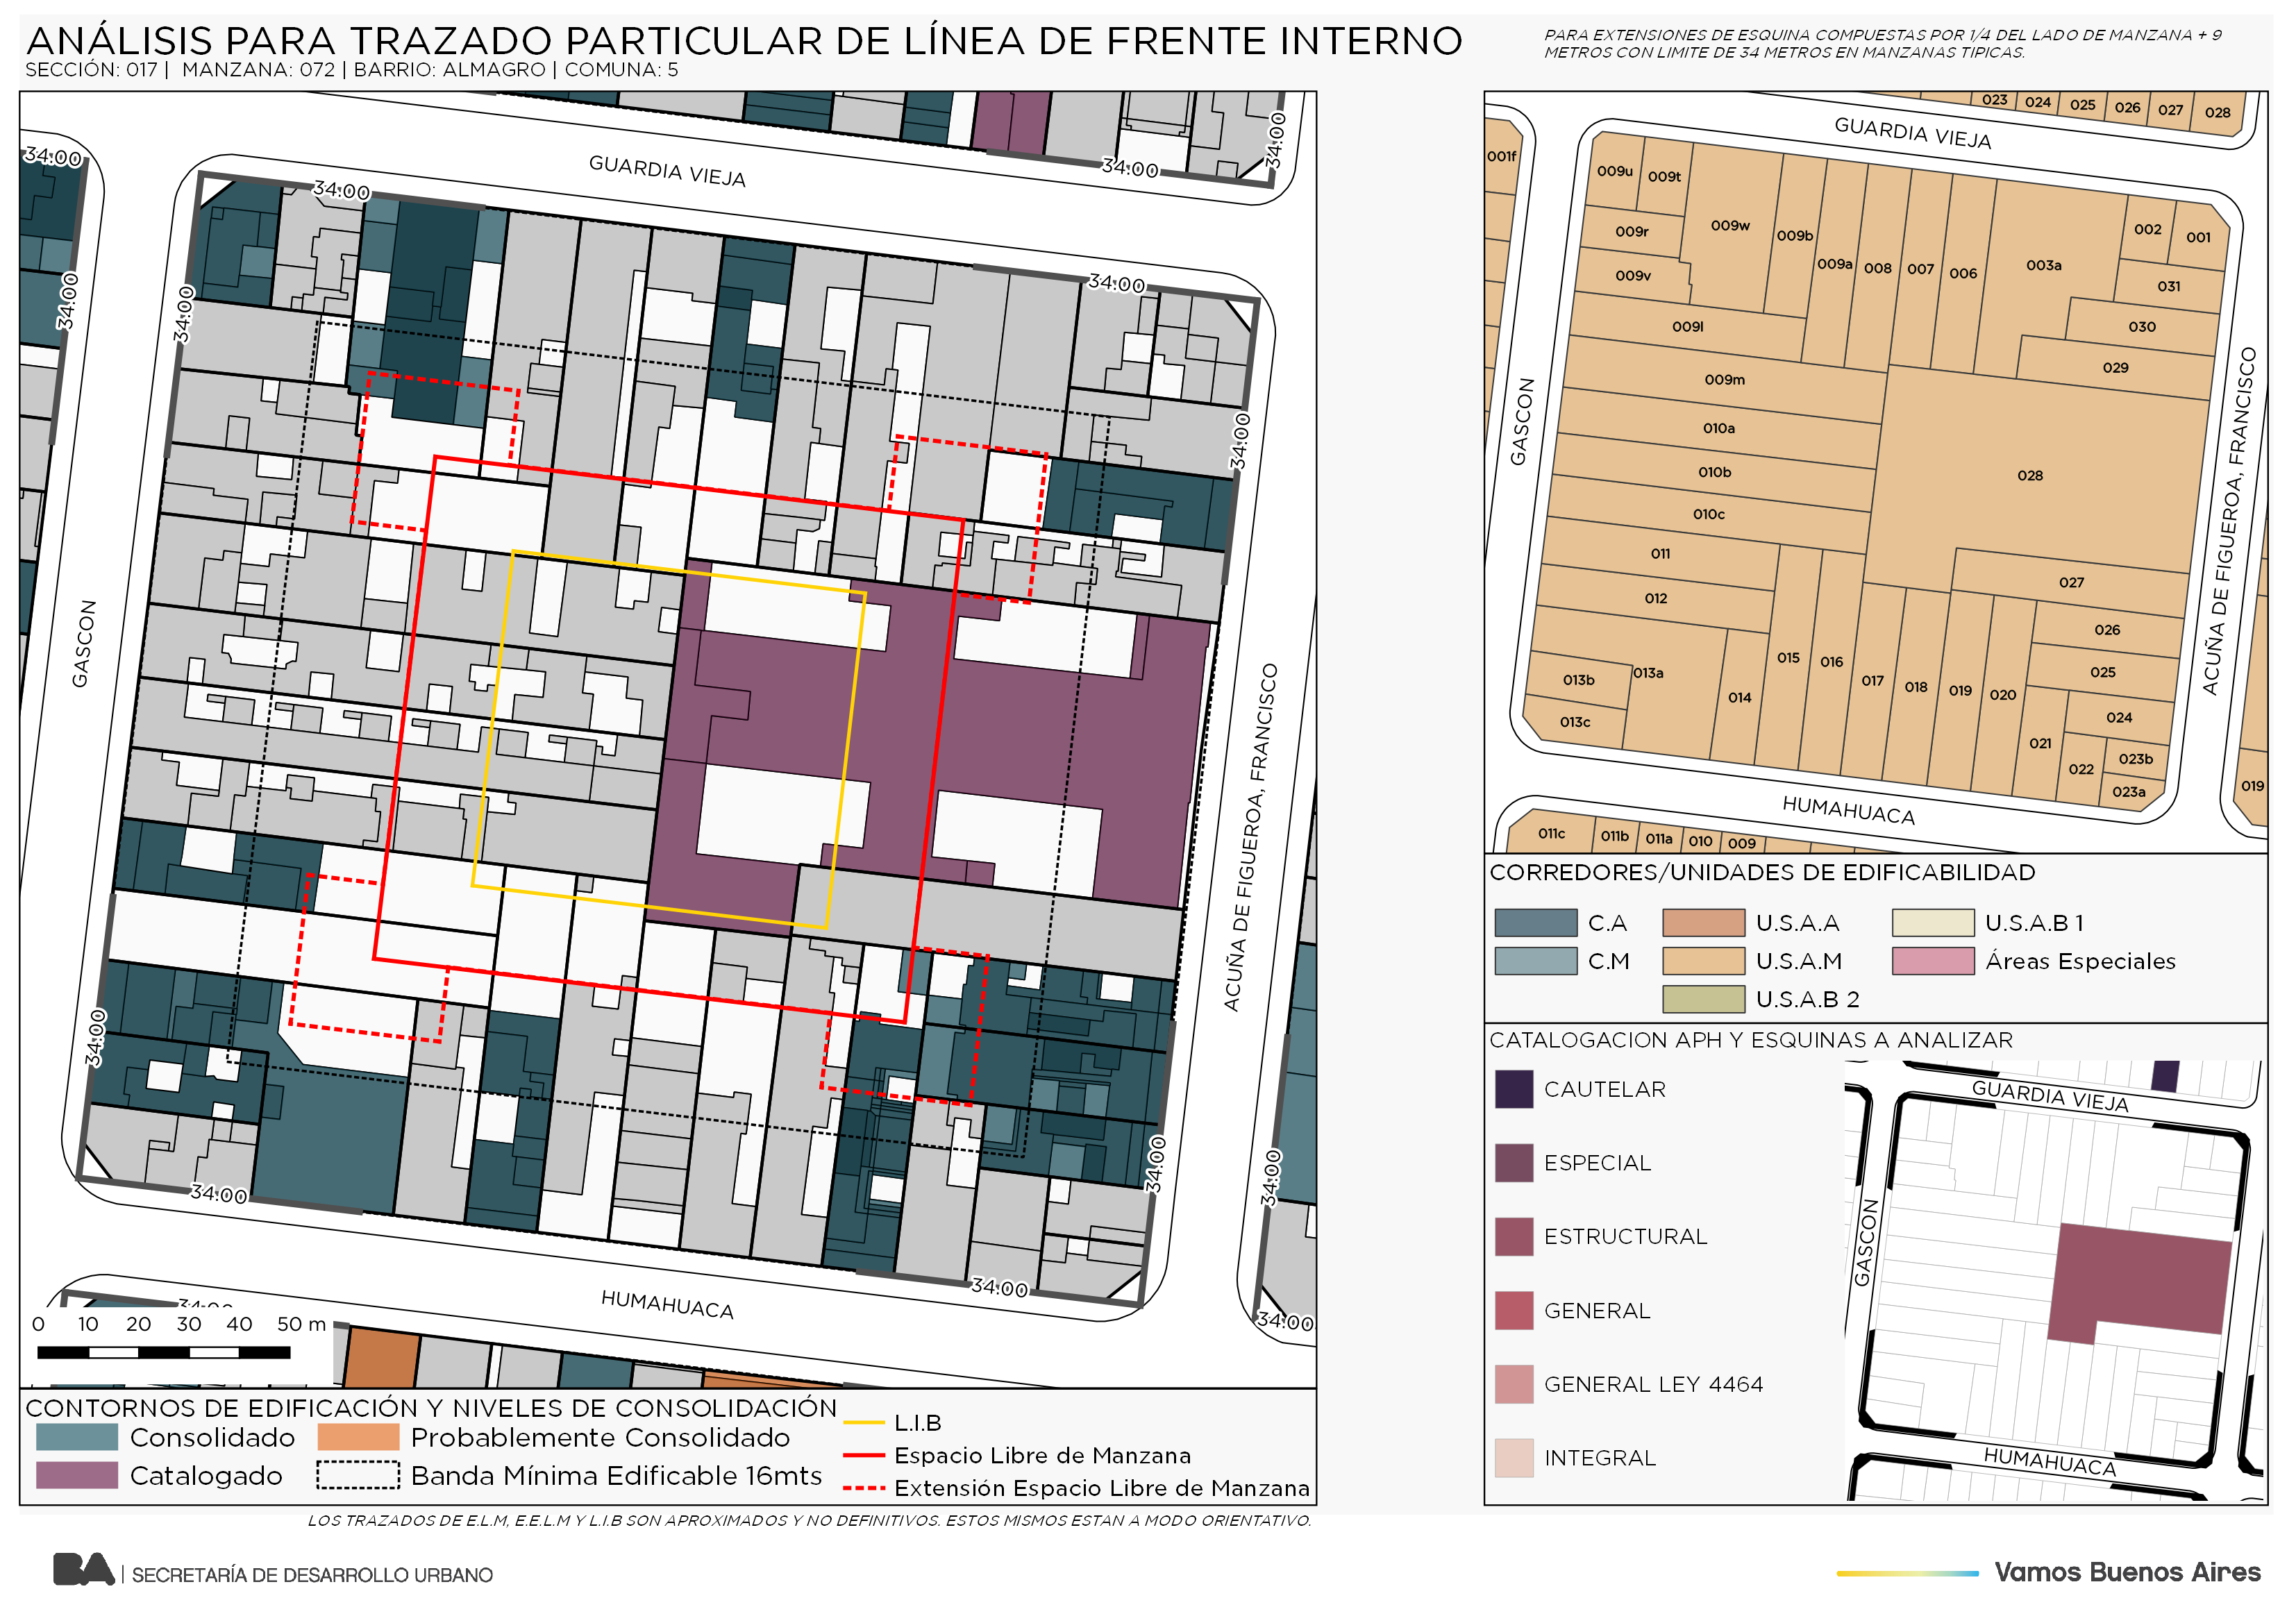 ANÁLISIS PARA TRAZADO PARTICULAR DE LÍNEA DE FRENTE INTERNO
SECCIÓN: 017 | MANZANA: 072 | BARRIO: ALMAGRO | COMUNA: 5
PARA EXTENSIONES DE ESQUINA COMPUESTAS POR 1/4 DEL LADO DE MANZANA + 9
METROS CON LIMITE DE 34 METROS EN MANZANAS TIPICAS.
34.00
34.00
34.00
34.00
GUARDIA VIEJA
34.00
34.00
34.00
34.00
34.00
GASCON
ACUÑA DE FIGUEROA, FRANCISCO
34.00
34.00
34.00
34.00
34.00
34.00
34.00
HUMAHUACA
0 10 20 30 40 50 m
CONTORNOS DE EDIFICACIÓN Y NIVELES DE CONSOLIDACIÓN
Consolidado
Probablemente Consolidado
Catalogado
Banda Mínima Edificable 16mts
L.I.B
Espacio Libre de Manzana
Extensión Espacio Libre de Manzana
023 024 025 026 027 028
GUARDIA VIEJA
001f
009u 009t
009w
009b
009a
008
007
006
003a
002
001
009r
009v
031
030
029
009l
009m
010a
010b
010c
028
011
012
027
026
025
013b
013a
013c
014
015
016
017
018
019
020
021
024
023b
022
023a
GASCON
ACUÑA DE FIGUEROA, FRANCISCO
019
HUMAHUACA
011c 011b 011a 010 009
CORREDORES/UNIDADES DE EDIFICABILIDAD
C.A
U.S.A.A
U.S.A.B 1
C.M
U.S.A.M
Áreas Especiales
U.S.A.B 2
CATALOGACION APH Y ESQUINAS A ANALIZAR
CAUTELAR
ESPECIAL
ESTRUCTURAL
GENERAL
GENERAL LEY 4464
INTEGRAL
GUARDIA VIEJA
GASCON
HUMAHUACA
LOS TRAZADOS DE E.L.M, E.E.L.M Y L.I.B SON APROXIMADOS Y NO DEFINITIVOS. ESTOS MISMOS ESTAN A MODO ORIENTATIVO.
BA | SECRETARÍA DE DESARROLLO URBANO
Vamos Buenos Aires